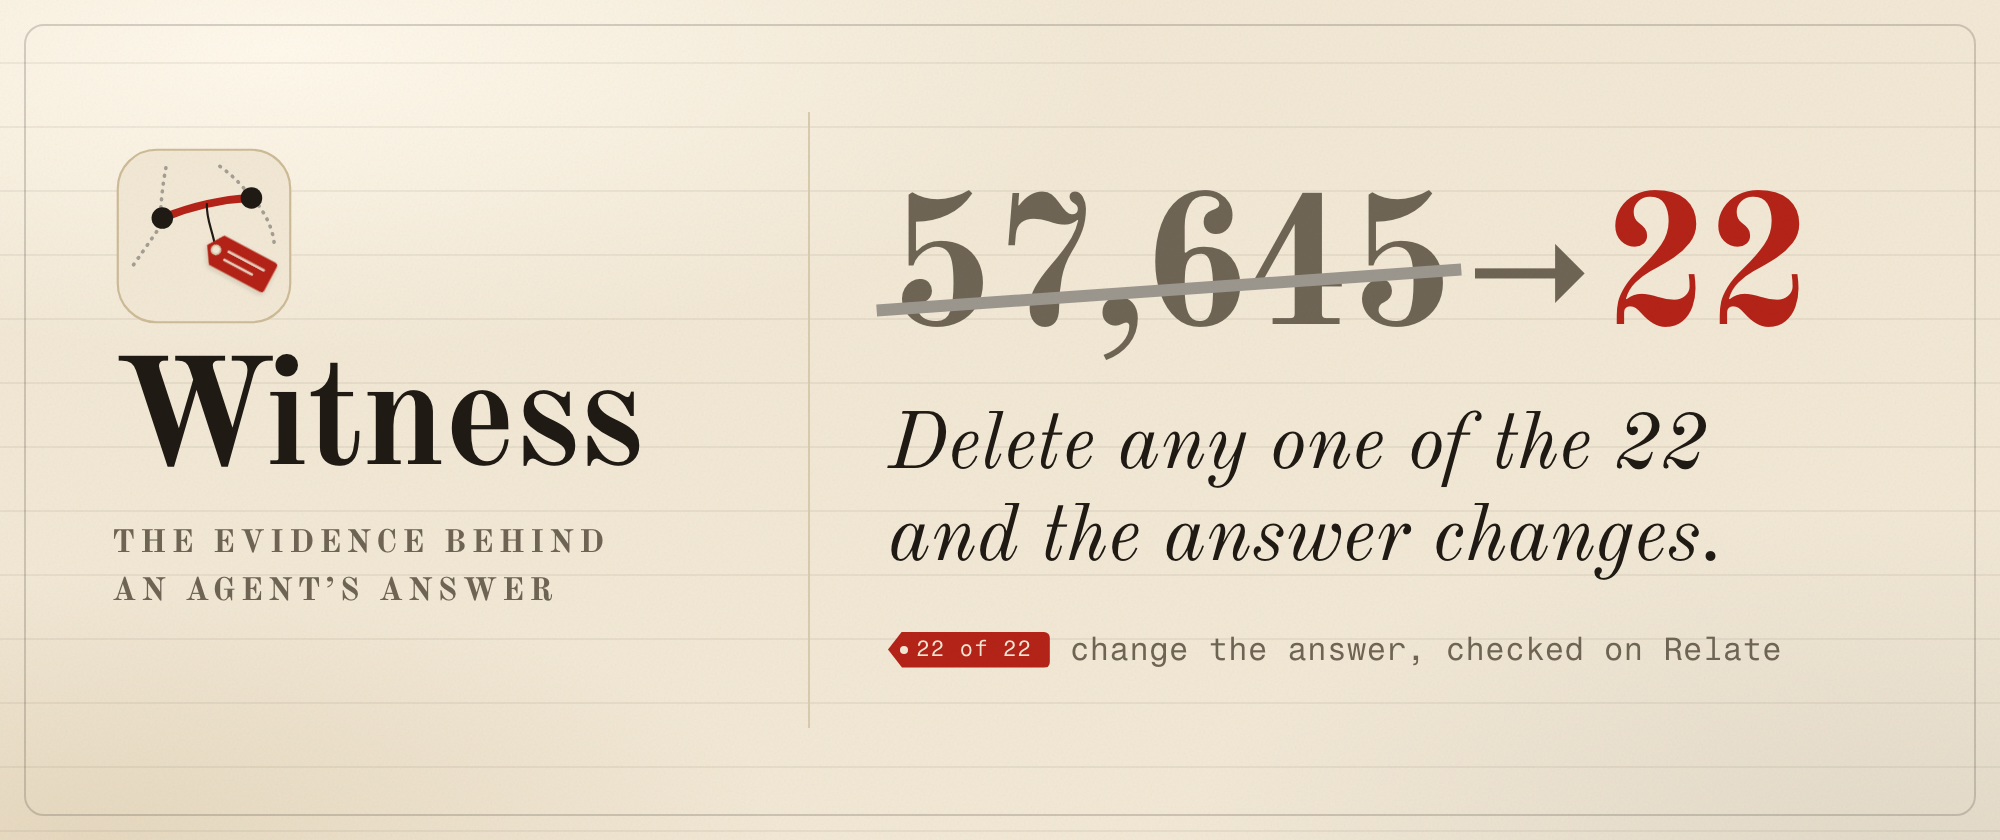 Witness
THE EVIDENCE BEHIND
AN AGENT’S ANSWER
57,645→22
Delete any one of the 22
and the answer changes.
22 of 22 change the answer, checked on Relate